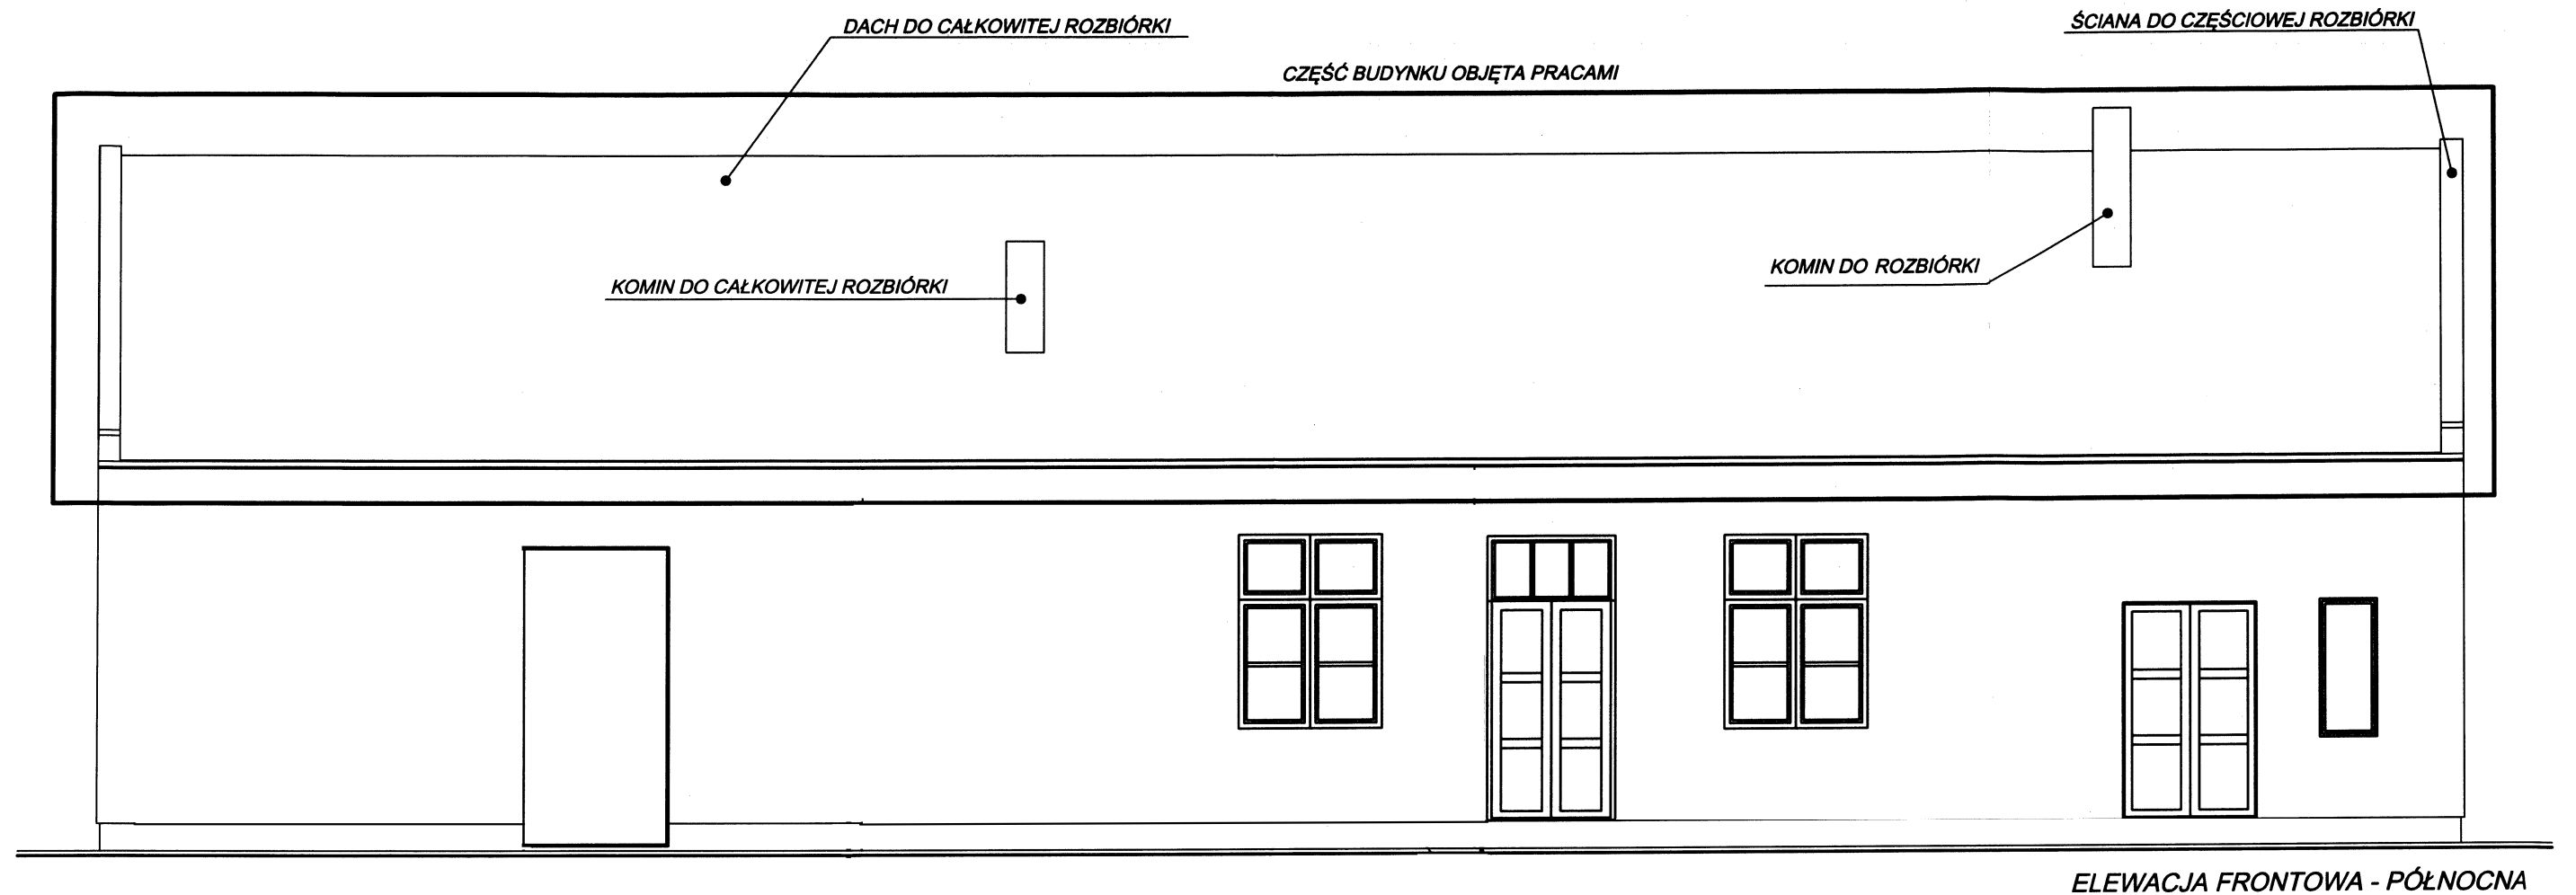 DACH DO CAŁKOWITEJ ROZBIÓRKI
ŚCIANA DO CZĘŚCIOWEJ ROZBIÓRKI
CZĘŚĆ BUDYNKU OBJĘTA PRACAMI
KOMIN DO CAŁKOWITEJ ROZBIÓRKI
KOMIN DO ROZBIÓRKI
ELEWACJA FRONTOWA - PÓŁNOCNA